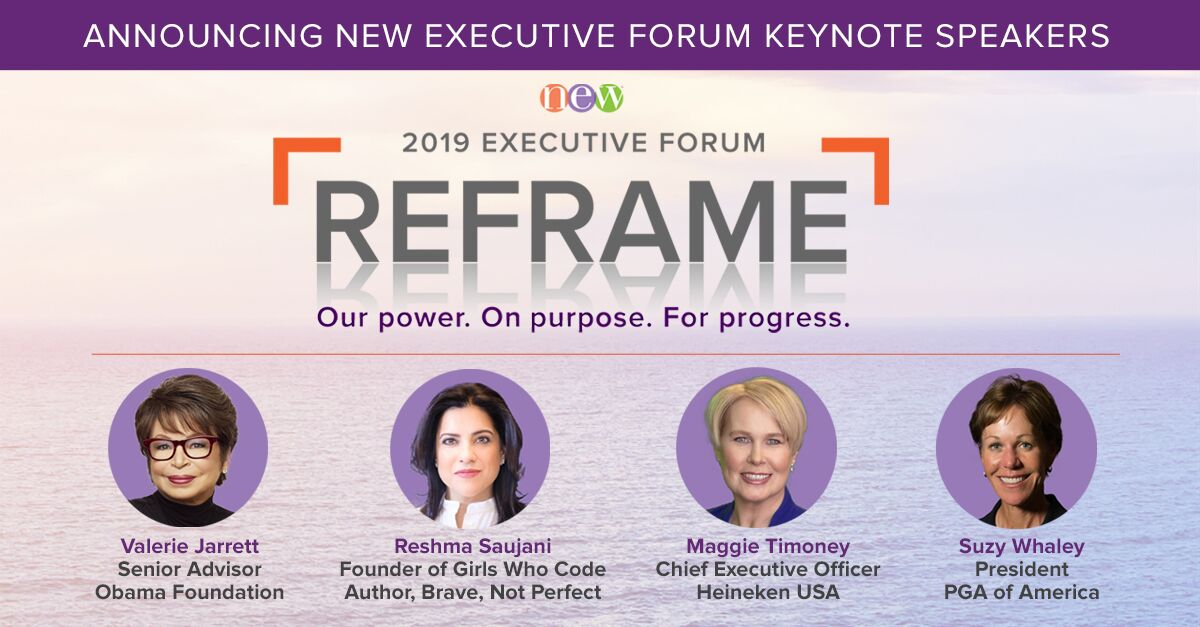 ANNOUNCING NEW EXECUTIVE FORUM KEYNOTE SPEAKERS
new
2019 EXECUTIVE FORUM
REFRAME
Our power. On purpose. For progress.
Valerie Jarrett
Senior Advisor
Obama Foundation
Reshma Saujani
Founder of Girls Who Code
Author, Brave, Not Perfect
Maggie Timoney
Chief Executive Officer
Heineken USA
Suzy Whaley
President
PGA of America